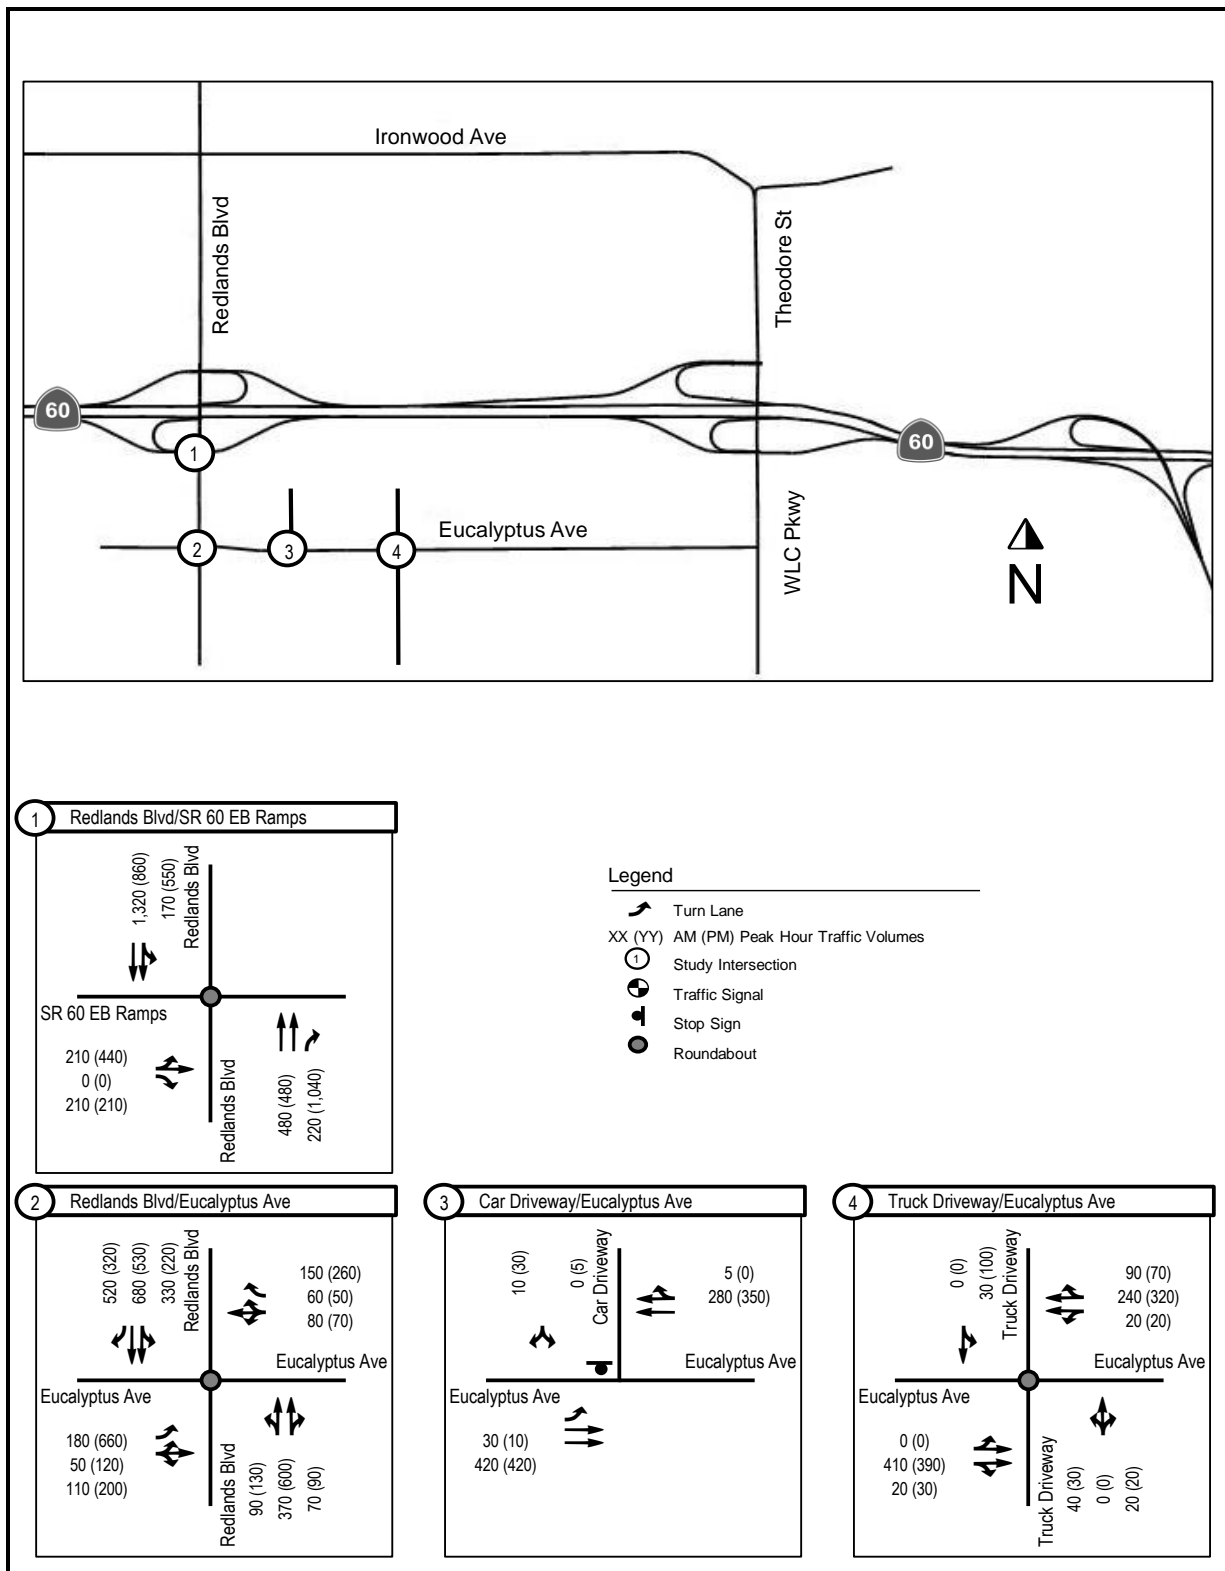 Ironwood Ave
Redlands Blvd
Theodore St
60
60
1
Eucalyptus Ave
2
3
4
WLC Pkwy
N
1 Redlands Blvd/SR 60 EB Ramps
1,320 (860)
170 (550)
Redlands Blvd
SR 60 EB Ramps
210 (440)
0 (0)
210 (210)
Redlands Blvd
480 (480)
220 (1,040)
Legend
Turn Lane
XX (YY) AM (PM) Peak Hour Traffic Volumes
1 Study Intersection
Traffic Signal
Stop Sign
Roundabout
2 Redlands Blvd/Eucalyptus Ave
520 (320)
680 (530)
330 (220)
Redlands Blvd
150 (260)
60 (50)
80 (70)
Eucalyptus Ave
Eucalyptus Ave
180 (660)
50 (120)
110 (200)
Redlands Blvd
90 (130)
370 (600)
70 (90)
3 Car Driveway/Eucalyptus Ave
10 (30)
0 (5)
Car Driveway
5 (0)
280 (350)
Eucalyptus Ave
Eucalyptus Ave
30 (10)
420 (420)
4 Truck Driveway/Eucalyptus Ave
0 (0)
30 (100)
Truck Driveway
90 (70)
240 (320)
20 (20)
Eucalyptus Ave
Eucalyptus Ave
0 (0)
410 (390)
20 (30)
Truck Driveway
40 (30)
0 (0)
20 (20)